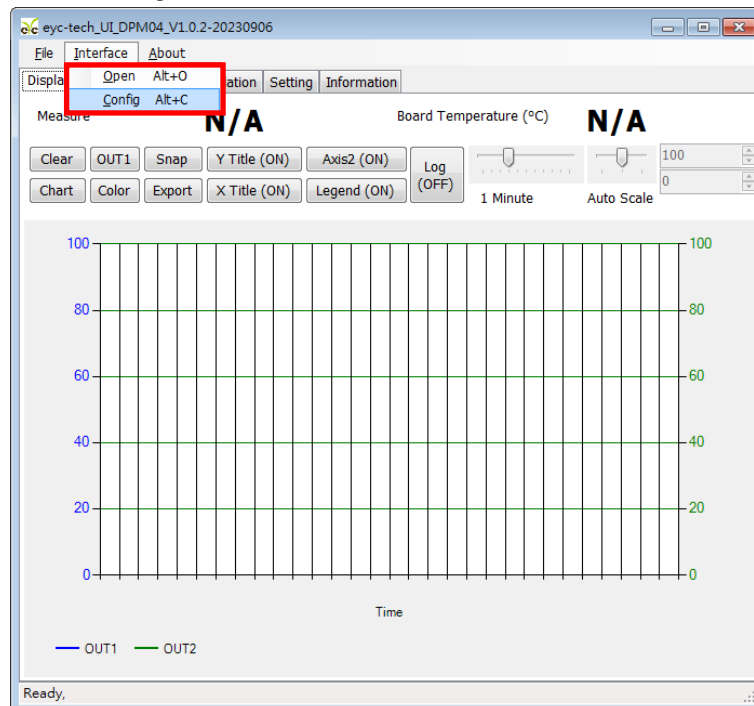 eyc-tech_UI_DPM04_V1.0.2-20230906
File Interface About
Open Alt+O
Config Alt+C
Displa ation Setting Information
Measure N/A Board Temperature (°C) N/A
Clear OUT1 Snap Y Title (ON) Axis2 (ON) Log (OFF) 100
Chart Color Export X Title (ON) Legend (ON) 1 Minute Auto Scale 0
100 100
80 80
60 60
40 40
20 20
0 0
Time
OUT1 OUT2
Ready,